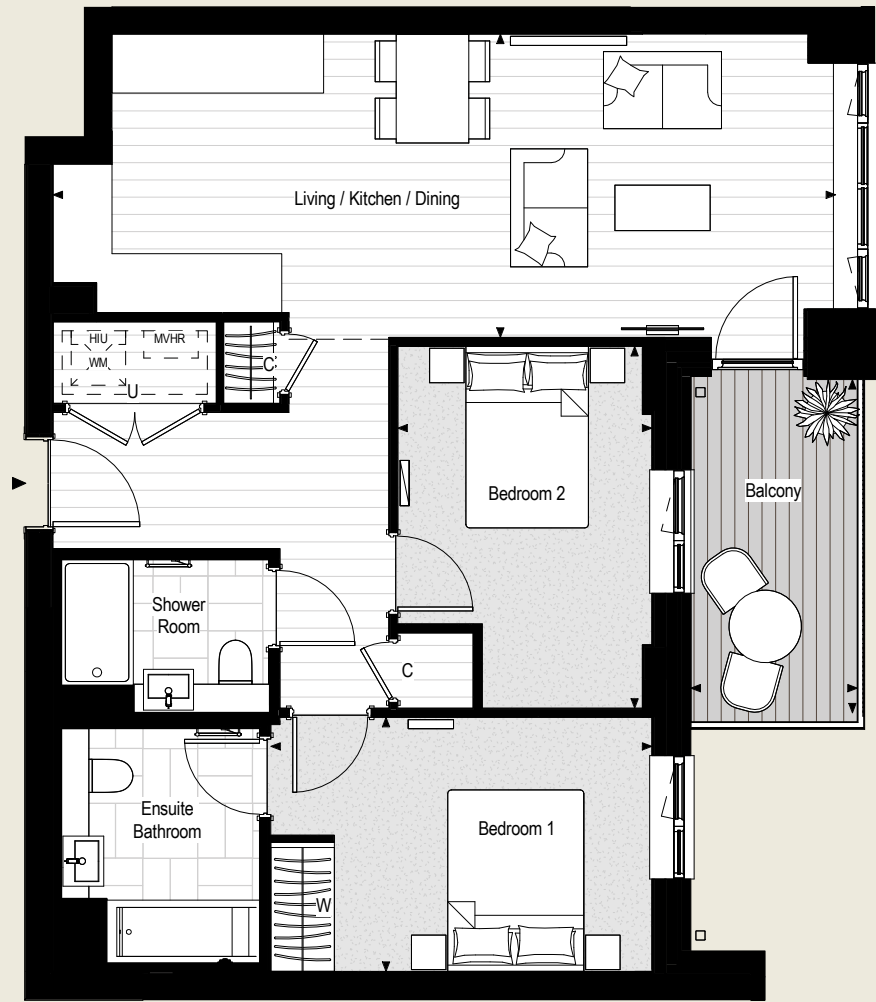 Living / Kitchen / Dining
HIU
MVHR
WM
C
U
Bedroom 2
Balcony
Shower
Room
C
Ensuite
Bathroom
Bedroom 1
W